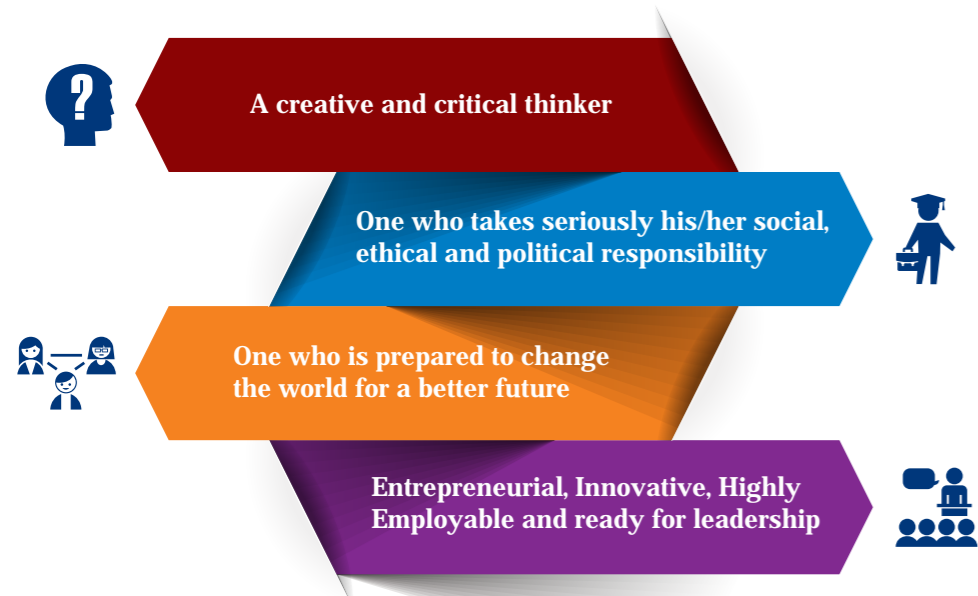 ?
A creative and critical thinker
One who takes seriously his/her social,
ethical and political responsibility
One who is prepared to change
the world for a better future
Entrepreneurial, Innovative, Highly
Employable and ready for leadership